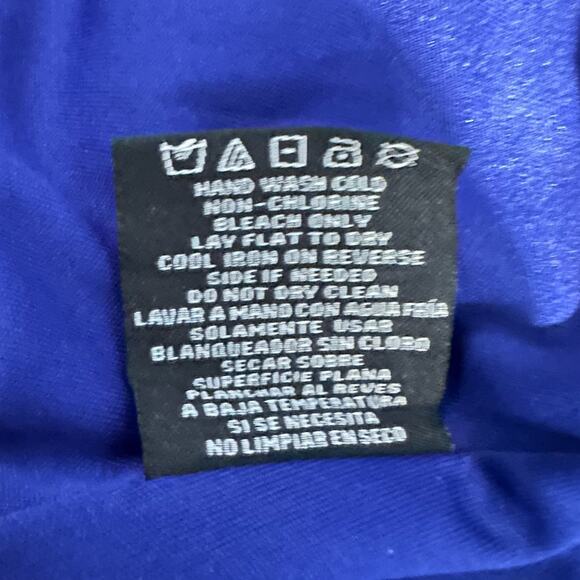 HAND WASH COLD
NON-CHLORINE
BLEACH ONLY
LAY FLAT TO DRY
COOL IRON ON REVERSE
SIDE IF NEEDED
DO NOT DRY CLEAN
LAVAR A MANO CON AGUA FRÍA
SOLAMENTE USAR
BLANQUEADOR SIN CLORO
SECAR SOBRE
SUPERFICIE PLANA
PLANCHAR AL REVES
A BAJA TEMPERATURA
SI SE NECESITA
NO LIMPIAR EN SECO